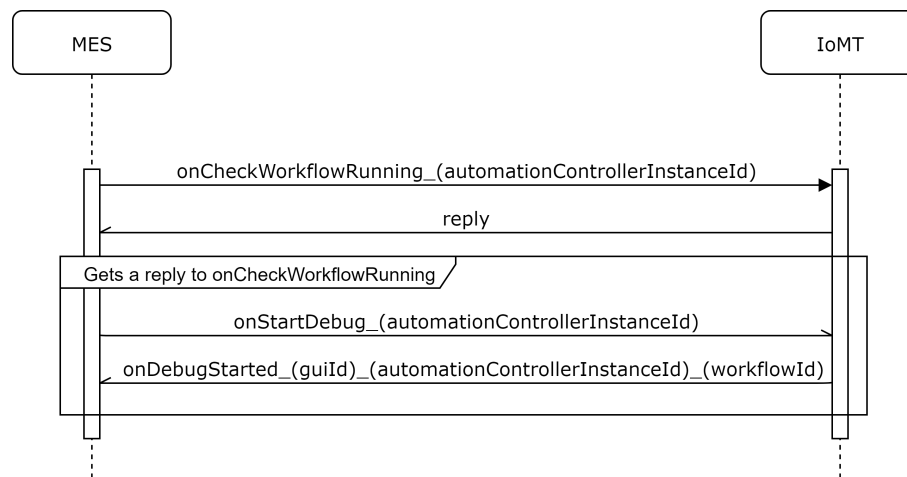 MES
IoMT
onCheckWorkflowRunning_(automationControllerInstanceId)
reply
Gets a reply to onCheckWorkflowRunning
onStartDebug_(automationControllerInstanceId)
onDebugStarted_(guiId)_(automationControllerInstanceId)_(workflowId)